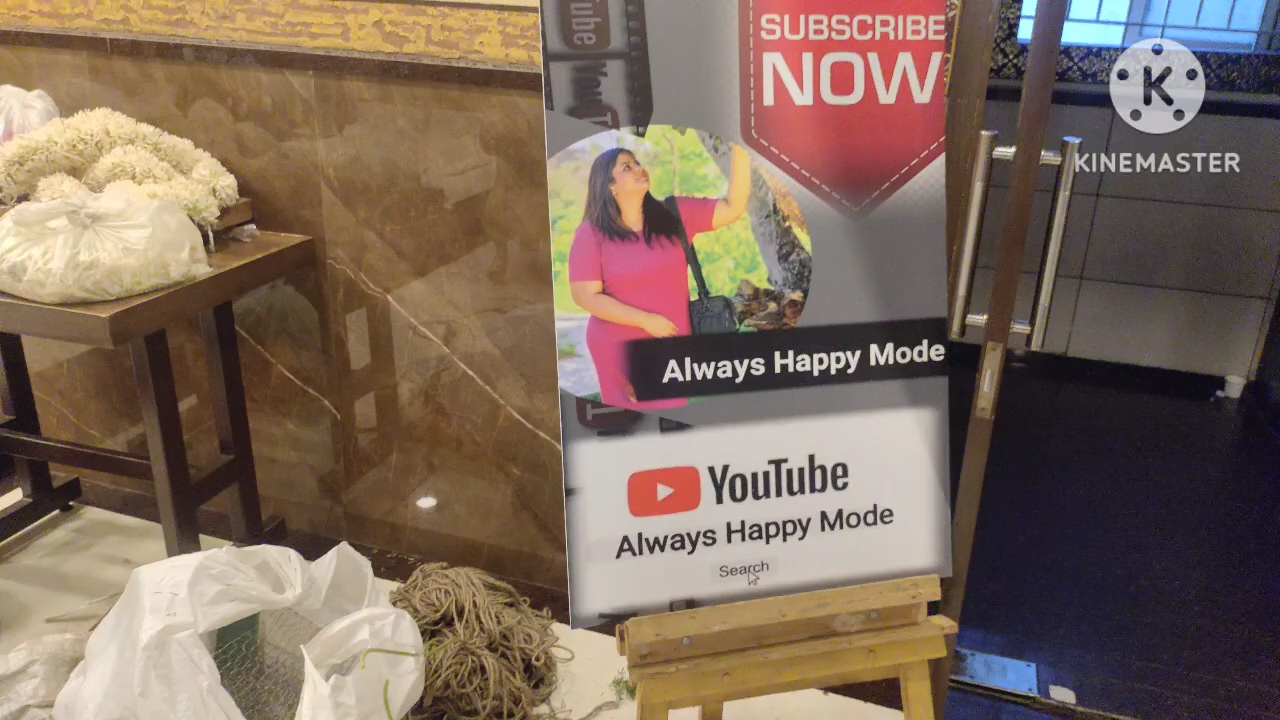 SUBSCRIBE
NOW
K
KINEMASTER
Always Happy Mode
YouTube
Always Happy Mode
Search